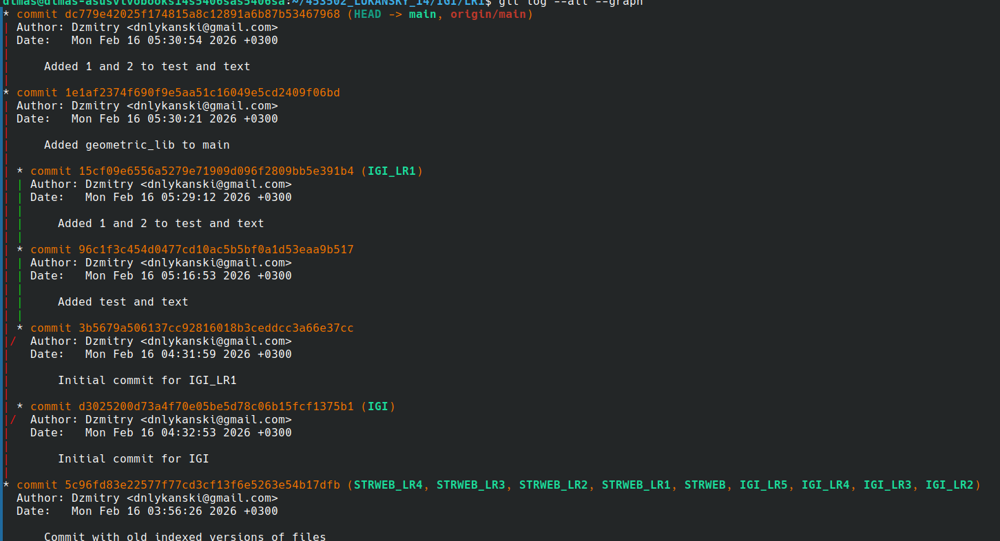 dimas@dimas-asusvivobooks14s5406sas5406sa:~/453502_LUKANSKY_14/IGI/LR1$ git log --all --graph
* commit dc779e42025f174815a8c12891a6b87b53467968 (HEAD -> main, origin/main)
| Author: Dzmitry <dnlykanski@gmail.com>
| Date:   Mon Feb 16 05:30:54 2026 +0300
|
|     Added 1 and 2 to test and text
|
* commit 1e1af2374f690f9e5aa51c16049e5cd2409f06bd
| Author: Dzmitry <dnlykanski@gmail.com>
| Date:   Mon Feb 16 05:30:21 2026 +0300
|
|     Added geometric_lib to main
|
| * commit 15cf09e6556a5279e71909d096f2809bb5e391b4 (IGI_LR1)
| | Author: Dzmitry <dnlykanski@gmail.com>
| | Date:   Mon Feb 16 05:29:12 2026 +0300
| |
| |     Added 1 and 2 to test and text
| |
| * commit 96c1f3c454d0477cd10ac5b5bf0a1d53eaa9b517
| | Author: Dzmitry <dnlykanski@gmail.com>
| | Date:   Mon Feb 16 05:16:53 2026 +0300
| |
| |     Added test and text
| |
| * commit 3b5679a506137cc92816018b3ceddcc3a66e37cc
|/  Author: Dzmitry <dnlykanski@gmail.com>
|   Date:   Mon Feb 16 04:31:59 2026 +0300
|
|       Initial commit for IGI_LR1
|
| * commit d3025200d73a4f70e05be5d78c06b15fcf1375b1 (IGI)
|/  Author: Dzmitry <dnlykanski@gmail.com>
|   Date:   Mon Feb 16 04:32:53 2026 +0300
|
|       Initial commit for IGI
|
* commit 5c96fd83e22577f77cd3cf13f6e5263e54b17dfb (STRWEB_LR4, STRWEB_LR3, STRWEB_LR2, STRWEB_LR1, STRWEB, IGI_LR5, IGI_LR4, IGI_LR3, IGI_LR2)
  Author: Dzmitry <dnlykanski@gmail.com>
  Date:   Mon Feb 16 03:56:26 2026 +0300

      Commit with old indexed versions of files